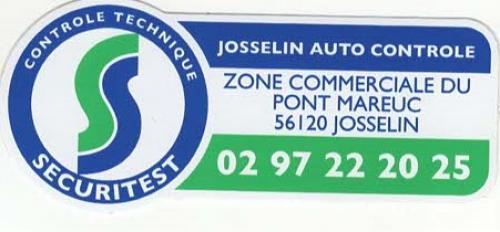 CONTROLE TECHNIQUE
SECURITEST
JOSSELIN AUTO CONTROLE
ZONE COMMERCIALE DU
PONT MAREUC
56120 JOSSELIN
02 97 22 20 25